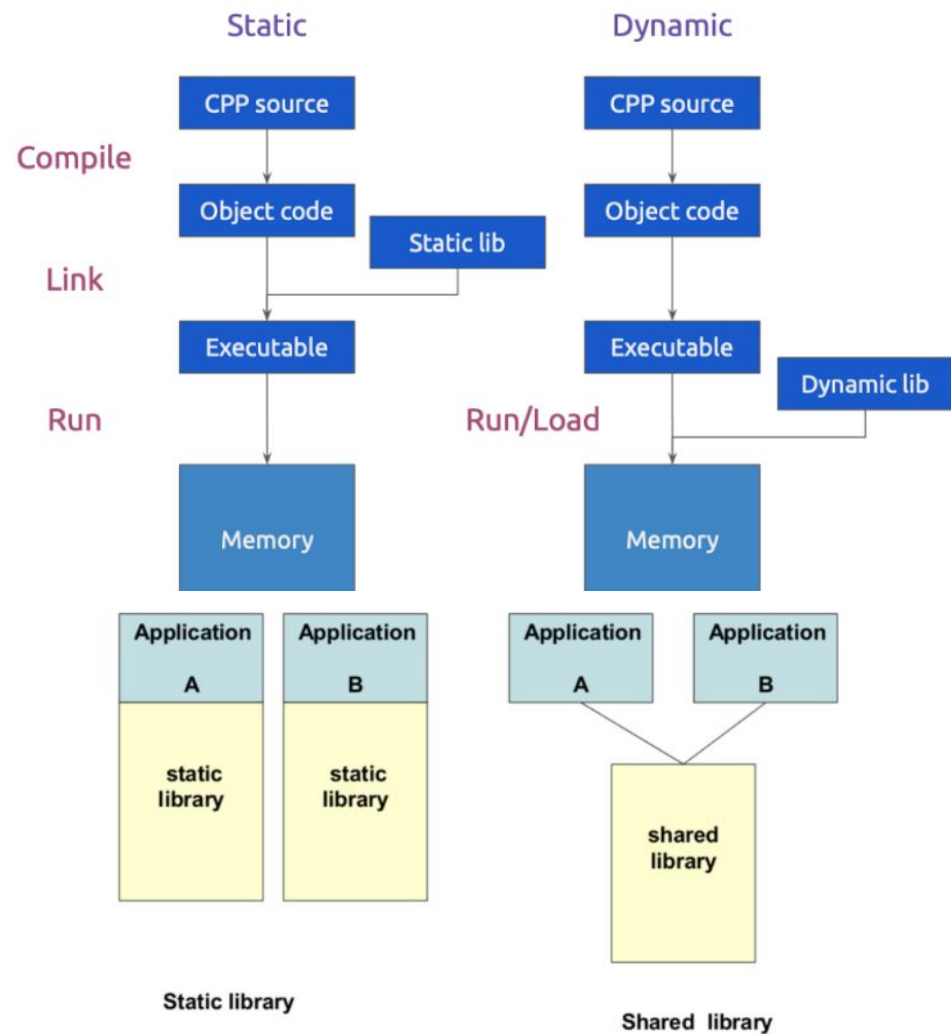 Static
Dynamic
CPP source
CPP source
Compile
Object code
Object code
Static lib
Link
Executable
Executable
Dynamic lib
Run
Run/Load
Memory
Memory
Application
A
Application
B
Application
A
Application
B
static
library
static
library
shared
library
Static library
Shared library